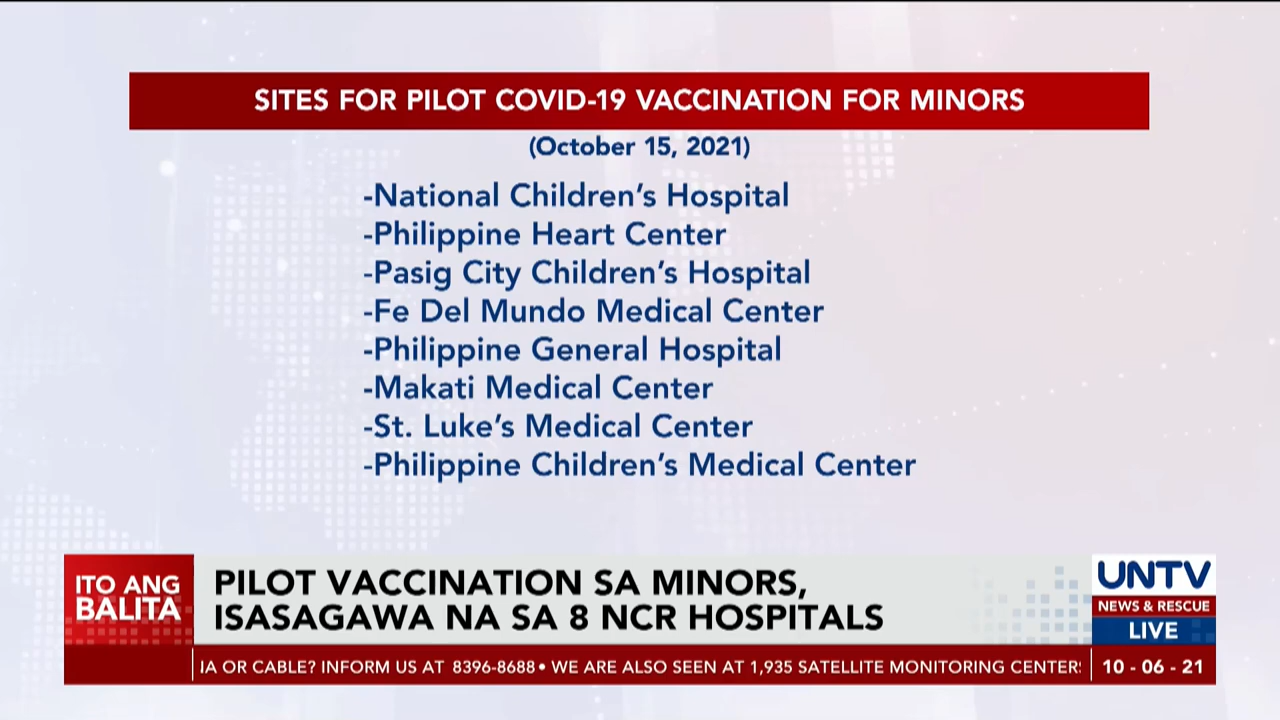 SITES FOR PILOT COVID-19 VACCINATION FOR MINORS
(October 15, 2021)
-National Children's Hospital
-Philippine Heart Center
-Pasig City Children's Hospital
-Fe Del Mundo Medical Center
-Philippine General Hospital
-Makati Medical Center
-St. Luke's Medical Center
-Philippine Children's Medical Center
ITO ANG
BALITA
PILOT VACCINATION SA MINORS,
ISASAGAWA NA SA 8 NCR HOSPITALS
UNTV
NEWS & RESCUE
LIVE
IA OR CABLE? INFORM US AT 8396-8688• WE ARE ALSO SEEN AT 1,935 SATELLITE MONITORING CENTER
10 - 06 - 21